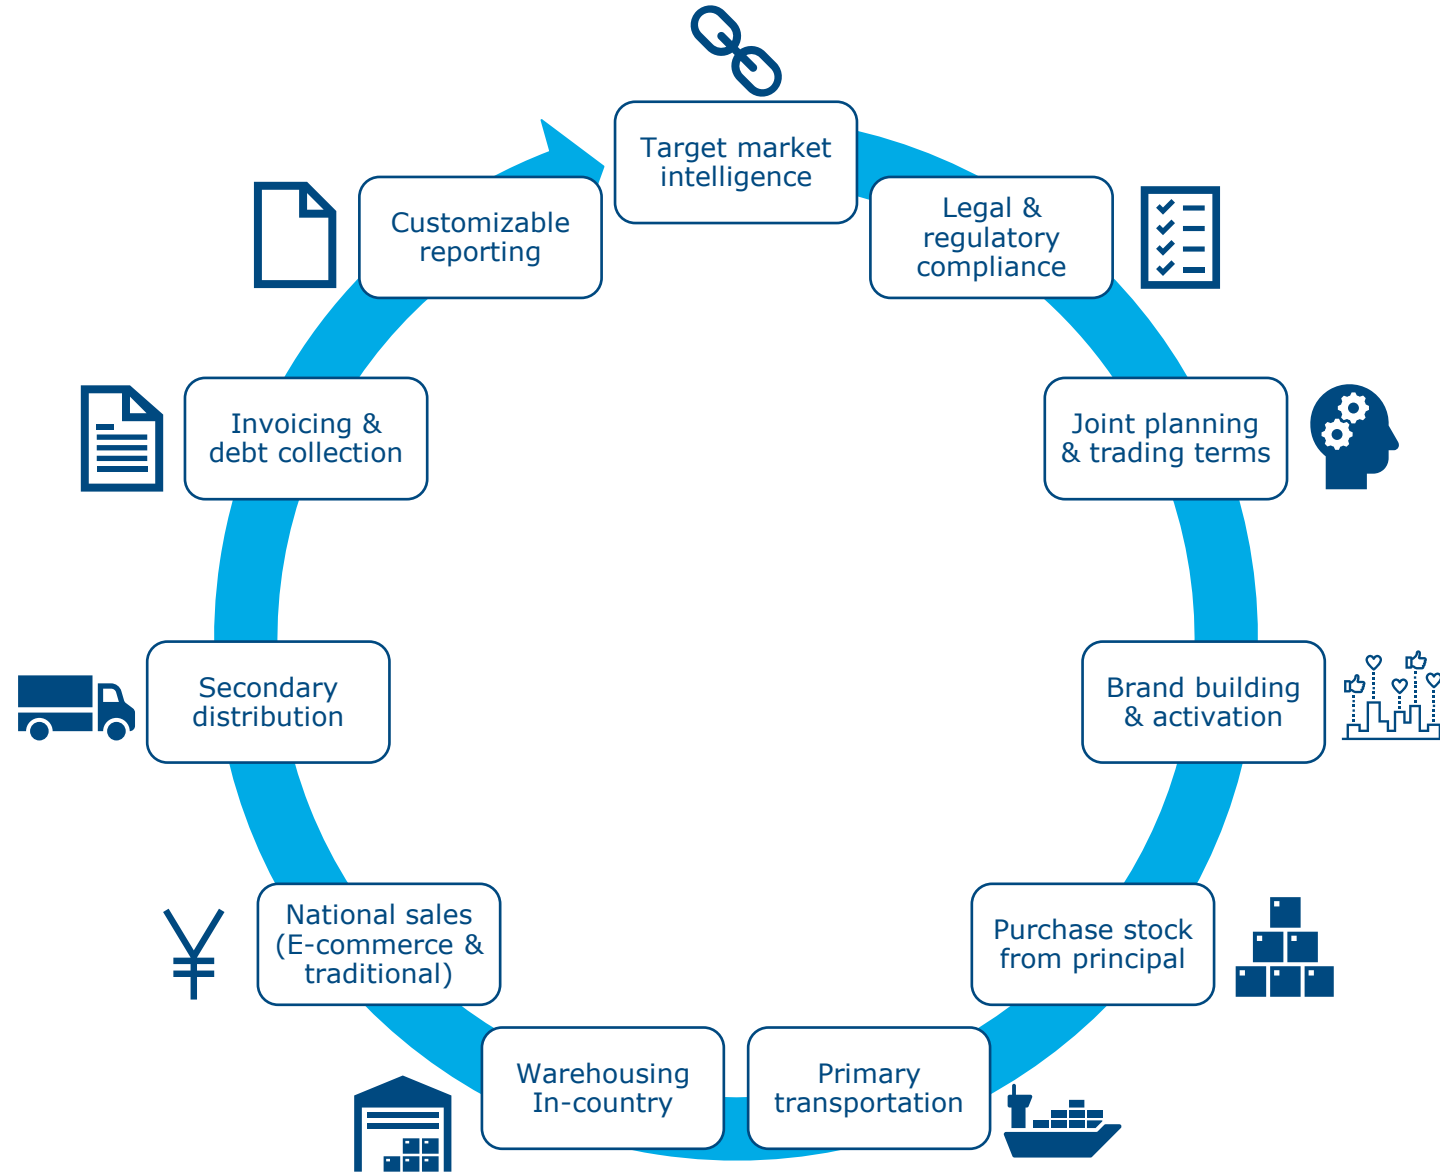 Target market
intelligence
Legal &
regulatory
compliance
Joint planning
& trading terms
Brand building
& activation
Purchase stock
from principal
Primary
transportation
Warehousing
In-country
National sales
(E-commerce &
traditional)
Secondary
distribution
Invoicing &
debt collection
Customizable
reporting
¥